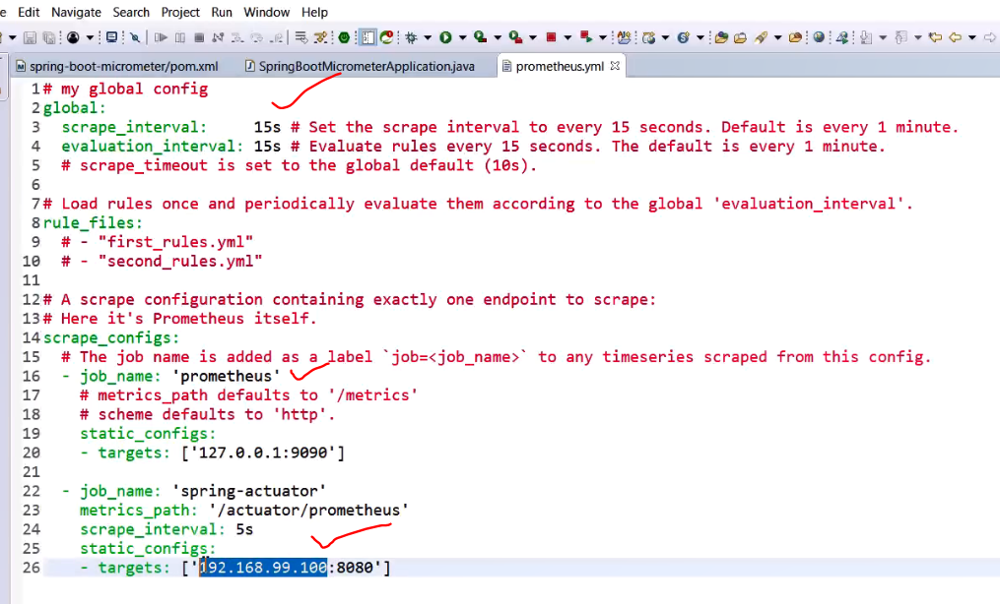 e Edit Navigate Search Project Run Window Help
spring-boot-micrometer/pom.xml SpringBootMicrometerApplication.java prometheus.yml
1# my global config
2global:
3  scrape_interval:     15s # Set the scrape interval to every 15 seconds. Default is every 1 minute.
4  evaluation_interval: 15s # Evaluate rules every 15 seconds. The default is every 1 minute.
5  # scrape_timeout is set to the global default (10s).
6
7# Load rules once and periodically evaluate them according to the global 'evaluation_interval'.
8rule_files:
9  # - "first_rules.yml"
10  # - "second_rules.yml"
11
12# A scrape configuration containing exactly one endpoint to scrape:
13# Here it's Prometheus itself.
14scrape_configs:
15  # The job name is added as a label `job=<job_name>` to any timeseries scraped from this config.
16  - job_name: 'prometheus'
17    # metrics_path defaults to '/metrics'
18    # scheme defaults to 'http'.
19    static_configs:
20    - targets: ['127.0.0.1:9090']
21
22  - job_name: 'spring-actuator'
23    metrics_path: '/actuator/prometheus'
24    scrape_interval: 5s
25    static_configs:
26    - targets: ['192.168.99.100:8080']